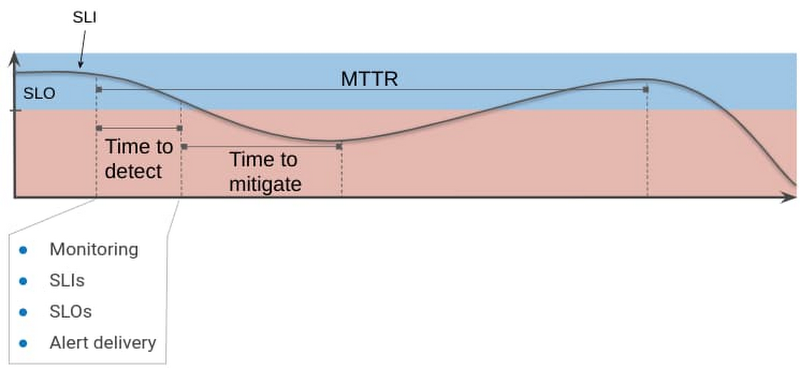 SLI
MTTR
SLO
Time to
detect
Time to
mitigate
Monitoring
SLIs
SLOs
Alert delivery